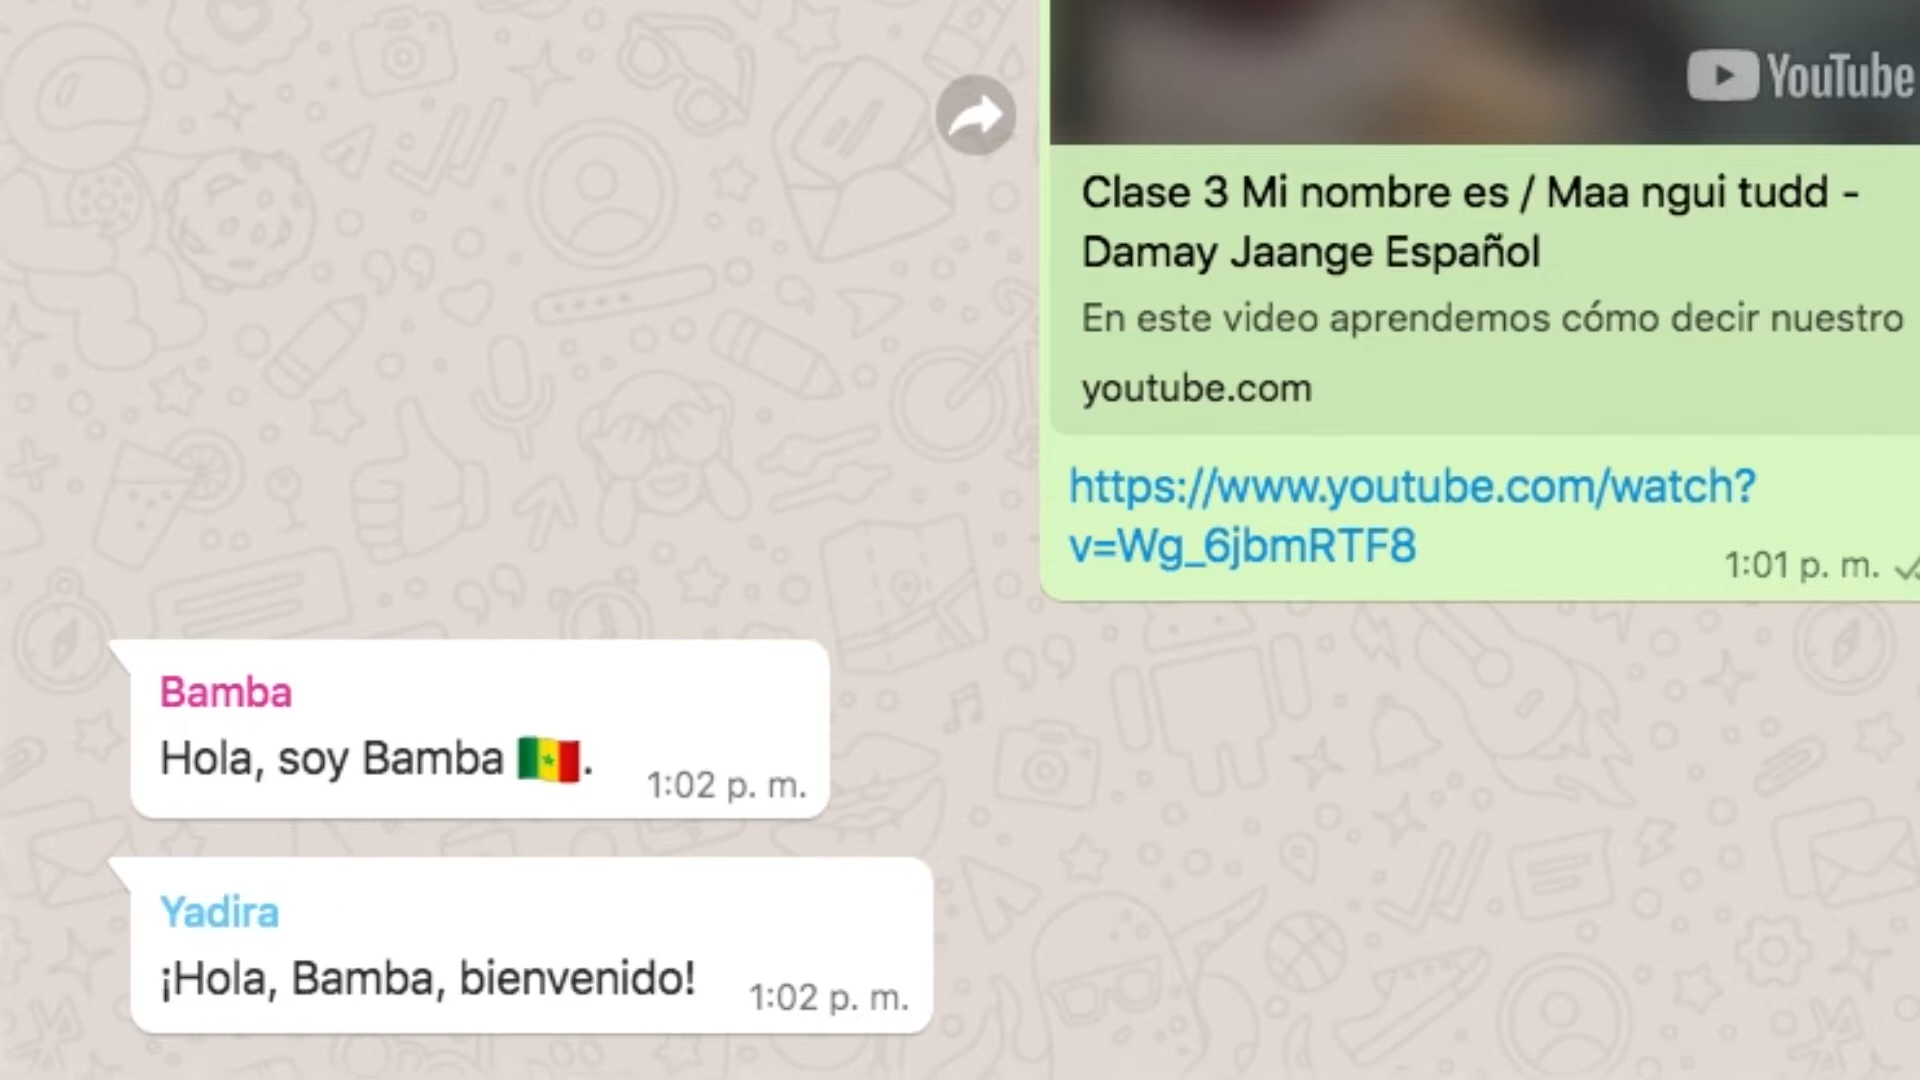 YouTube
Clase 3 Mi nombre es / Maa ngui tudd -
Damay Jaange Español
En este video aprendemos cómo decir nuestro
youtube.com
https://www.youtube.com/watch?
v=Wg_6jbmRTF8
1:01 p. m.
Bamba
Hola, soy Bamba 🇸🇳.
1:02 p. m.
Yadira
¡Hola, Bamba, bienvenido!
1:02 p. m.